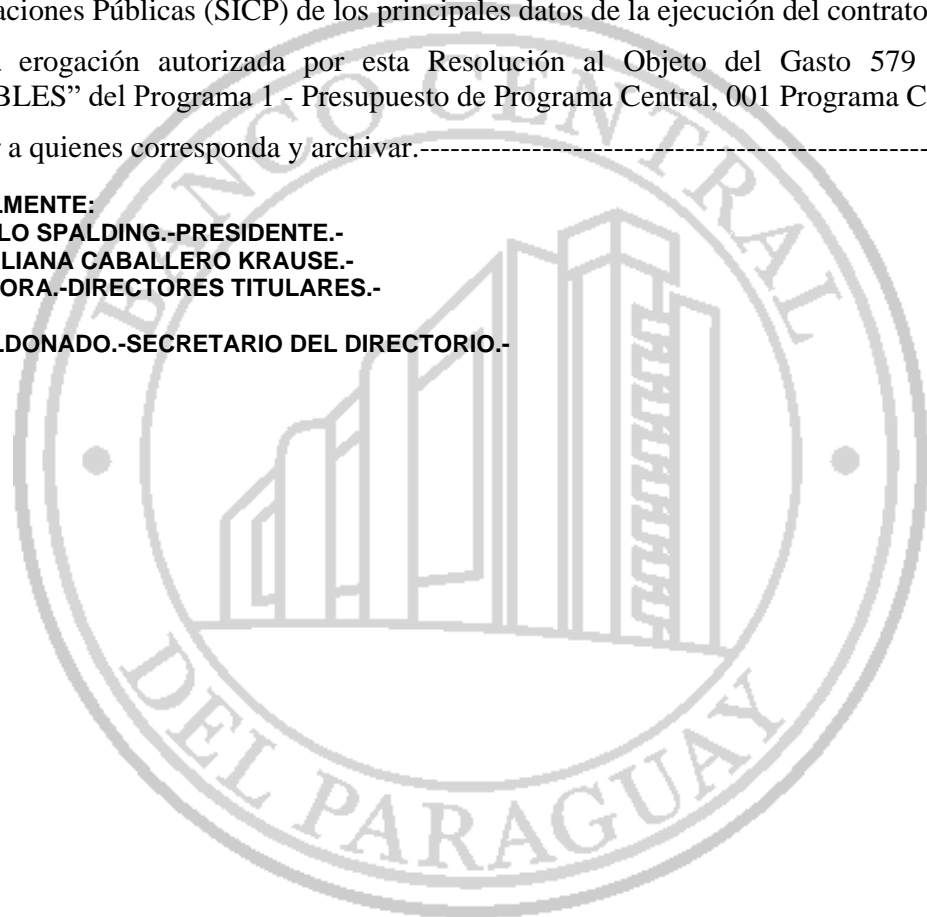 aciones Públicas (SICP) de los principales datos de la ejecución del contrato
erogación autorizada por esta Resolución al Objeto del Gasto 579
BLES” del Programa 1 - Presupuesto de Programa Central, 001 Programa C
a quienes corresponda y archivar.--------------------------------------------------
LMENTE:
LO SPALDING.-PRESIDENTE.-
LIANA CABALLERO KRAUSE.-
ORA.-DIRECTORES TITULARES.-
LDONADO.-SECRETARIO DEL DIRECTORIO.-
BANCO CENTRAL
DEL PARAGUAY